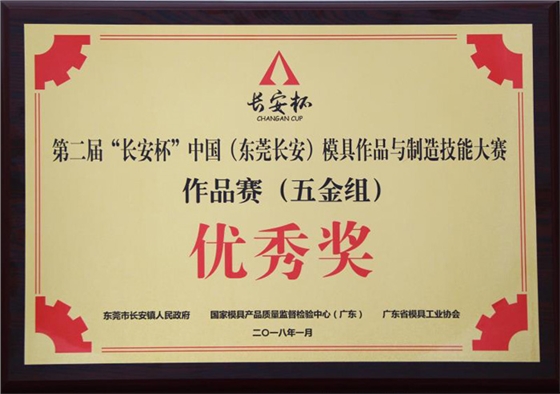 长安杯
CHANGAN CUP
第二届“长安杯”中国（东莞长安）模具作品与制造技能大赛
作品赛（五金组）
优秀奖
东莞市长安镇人民政府 国家模具产品质量监督检验中心（广东） 广东省模具工业协会
二〇一八年一月